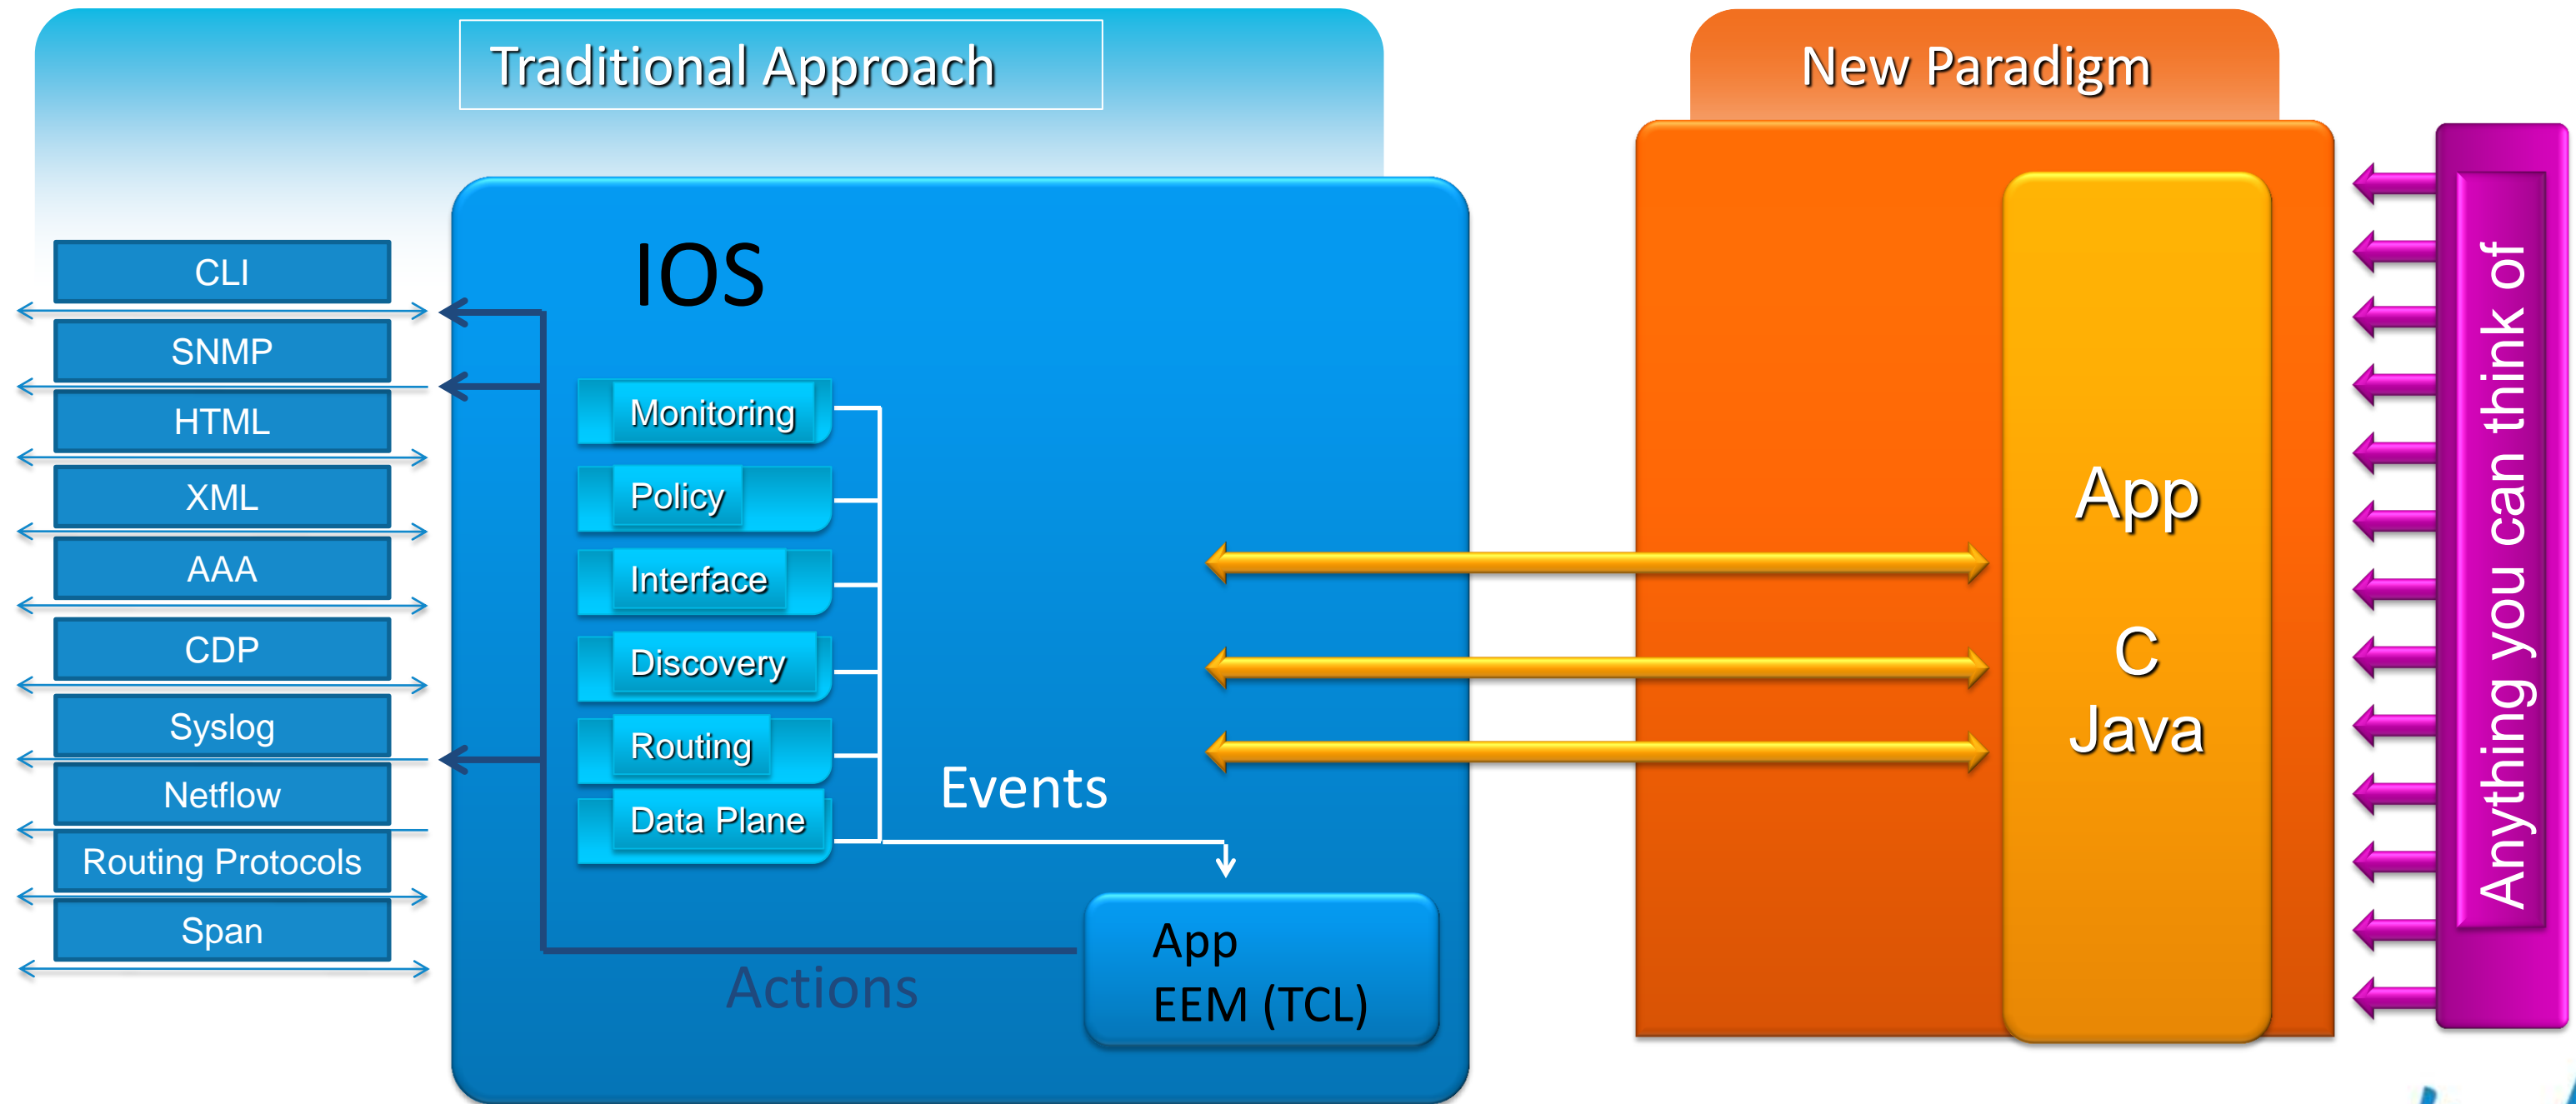 Traditional Approach
New Paradigm
CLI
SNMP
HTML
XML
AAA
CDP
Syslog
Netflow
Routing Protocols
Span
IOS
Monitoring
Policy
Interface
Discovery
Routing
Data Plane
Events
Actions
App
EEM (TCL)
App
C
Java
Anything you can think of